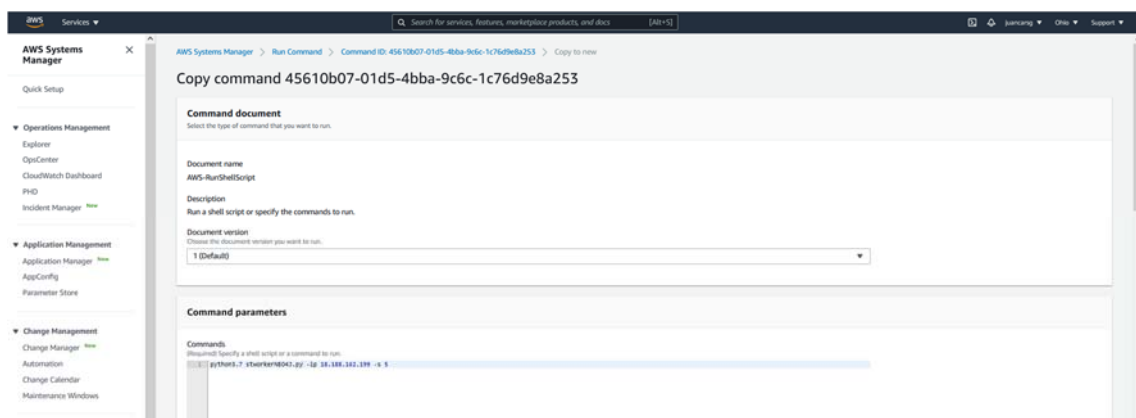 aws
Services ▼
Search for services, features, marketplace products, and docs
[Alt+S]
juancang ▼
Ohio ▼
Support ▼
AWS Systems Manager
×
Quick Setup
▼ Operations Management
Explorer
OpsCenter
CloudWatch Dashboard
PHD
Incident Manager New
▼ Application Management
Application Manager New
AppConfig
Parameter Store
▼ Change Management
Change Manager New
Automation
Change Calendar
Maintenance Windows
AWS Systems Manager > Run Command > Command ID: 45610b07-01d5-4bba-9c6c-1c76d9e8a253 > Copy to new
Copy command 45610b07-01d5-4bba-9c6c-1c76d9e8a253
Command document
Select the type of command that you want to run.
Document name
AWS-RunShellScript
Description
Run a shell script or specify the commands to run.
Document version
Choose the document version you want to run.
1 (Default)
Command parameters
Commands
(Required) Specify a shell script or a command to run.
1 python3.7 -ip -s 5